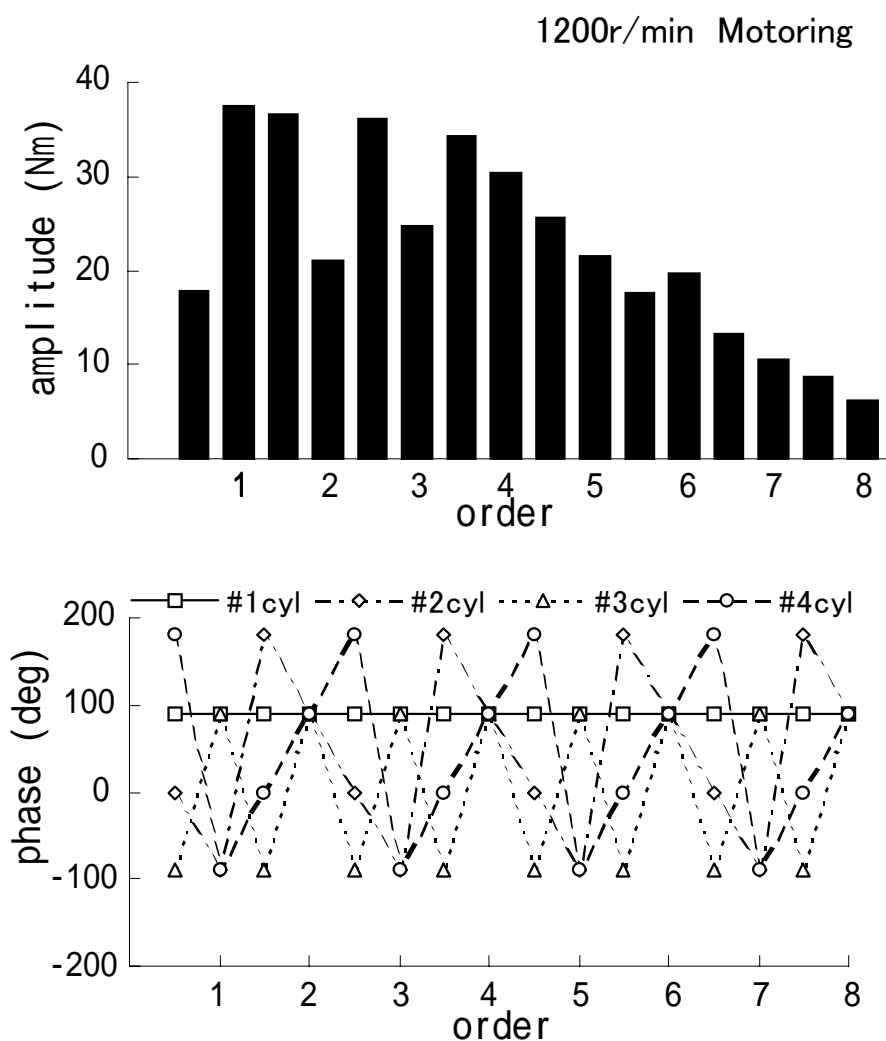 1200r/min Motoring
40
30
20
10
0
amplitude (Nm)
1 2 3 4 5 6 7 8
order
#1cyl #2cyl #3cyl #4cyl
200
100
0
-100
-200
phase (deg)
1 2 3 4 5 6 7 8
order